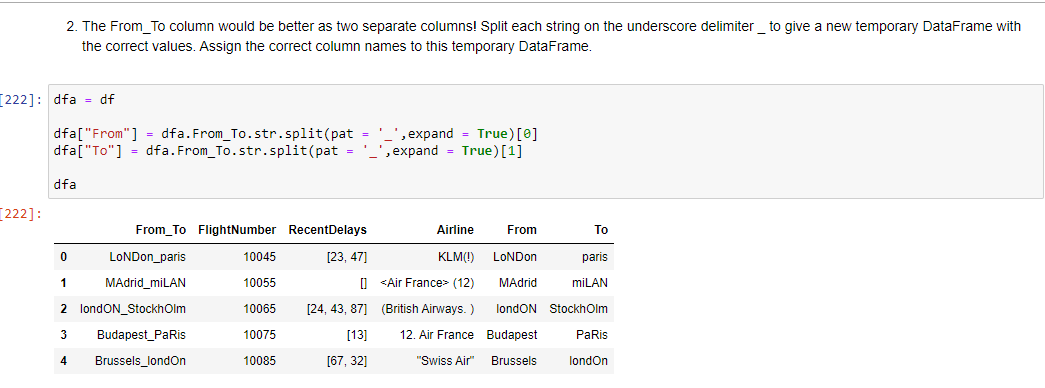 2. The From_To column would be better as two separate columns! Split each string on the underscore delimiter _ to give a new temporary DataFrame with
the correct values. Assign the correct column names to this temporary DataFrame.
[222]: dfa = df
dfa["From"] = dfa.From_To.str.split(pat = '_',expand = True)[0]
dfa["To"] = dfa.From_To.str.split(pat = '_',expand = True)[1]
dfa
[222]:
From_To FlightNumber RecentDelays Airline From To
0 LoNDon_paris 10045 [23, 47] KLM(!) LoNDon paris
1 MAdrid_miLAN 10055 [] <Air France> (12) MAdrid miLAN
2 londON_StockhOlm 10065 [24, 43, 87] (British Airways. ) londON StockhOlm
3 Budapest_PaRis 10075 [13] 12. Air France Budapest PaRis
4 Brussels_londOn 10085 [67, 32] "Swiss Air" Brussels londOn